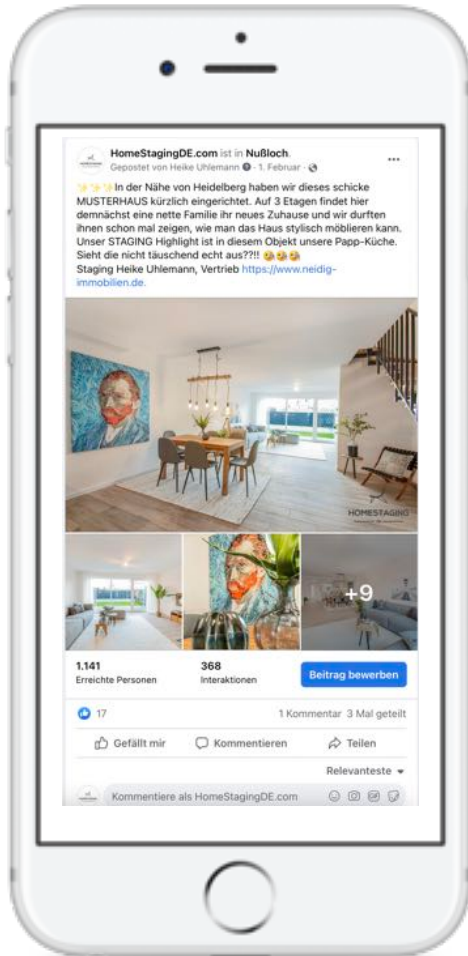 HomeStagingDE.com ist in Nußloch.
Gepostet von Heike Uhlemann · 1. Februar ·
✨✨✨In der Nähe von Heidelberg haben wir dieses schicke
MUSTERHAUS kürzlich eingerichtet. Auf 3 Etagen findet hier
demnächst eine nette Familie ihr neues Zuhause und wir durften
ihnen schon mal zeigen, wie man das Haus stylisch möblieren kann.
Unser STAGING Highlight ist in diesem Objekt unsere Papp-Küche.
Sieht die nicht täuschend echt aus??!! 🤣🤣🤣
Staging Heike Uhlemann, Vertrieb https://www.neidig-
immobilien.de.
HOMESTAGING
+9
1.141 368
Erreichte Personen Interaktionen Beitrag bewerben
17 1 Kommentar 3 Mal geteilt
Gefällt mir Kommentieren Teilen
Relevanteste
Kommentiere als HomeStagingDE.com